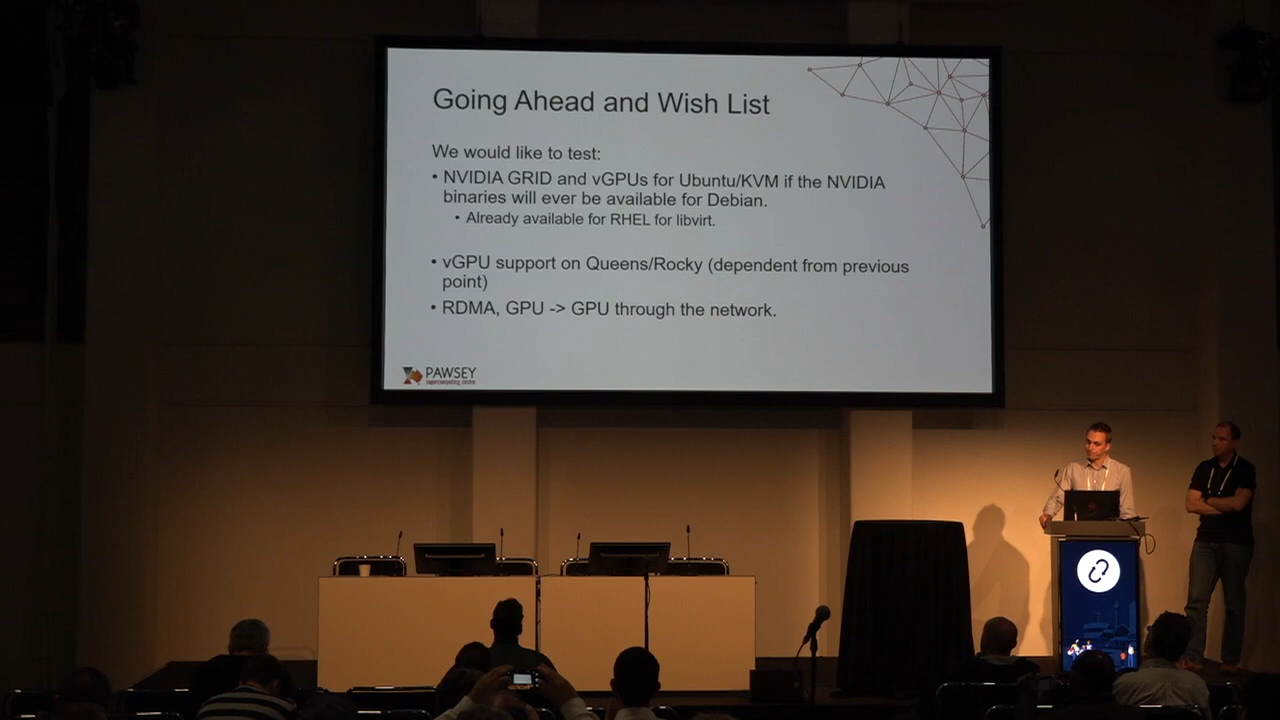 Going Ahead and Wish List
We would like to test:
• NVIDIA GRID and vGPUs for Ubuntu/KVM if the NVIDIA
binaries will ever be available for Debian.
• Already available for RHEL for libvirt.
• vGPU support on Queens/Rocky (dependent from previous
point)
• RDMA, GPU -> GPU through the network.
PAWSEY
supercomputing centre